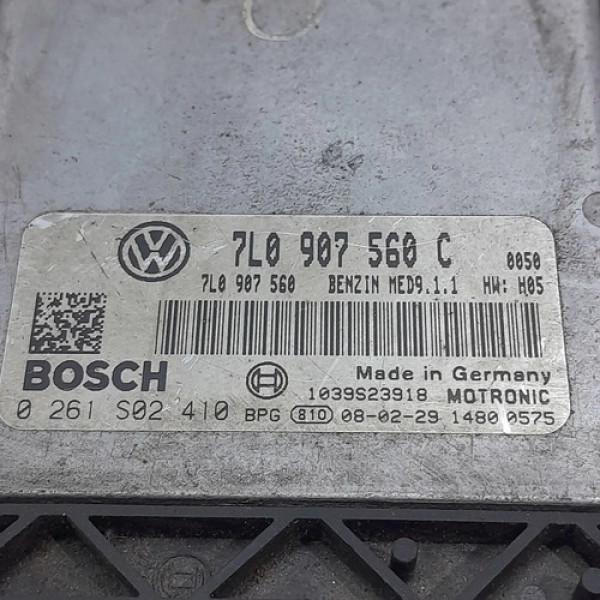 7L0 907 560 C 0050
7L0 907 560 BENZIN MED9.1.1 HW: H05
BOSCH Made in Germany
1039S23918 MOTRONIC
0 261 S02 410 BPG 810 08-02-29 1480 0575